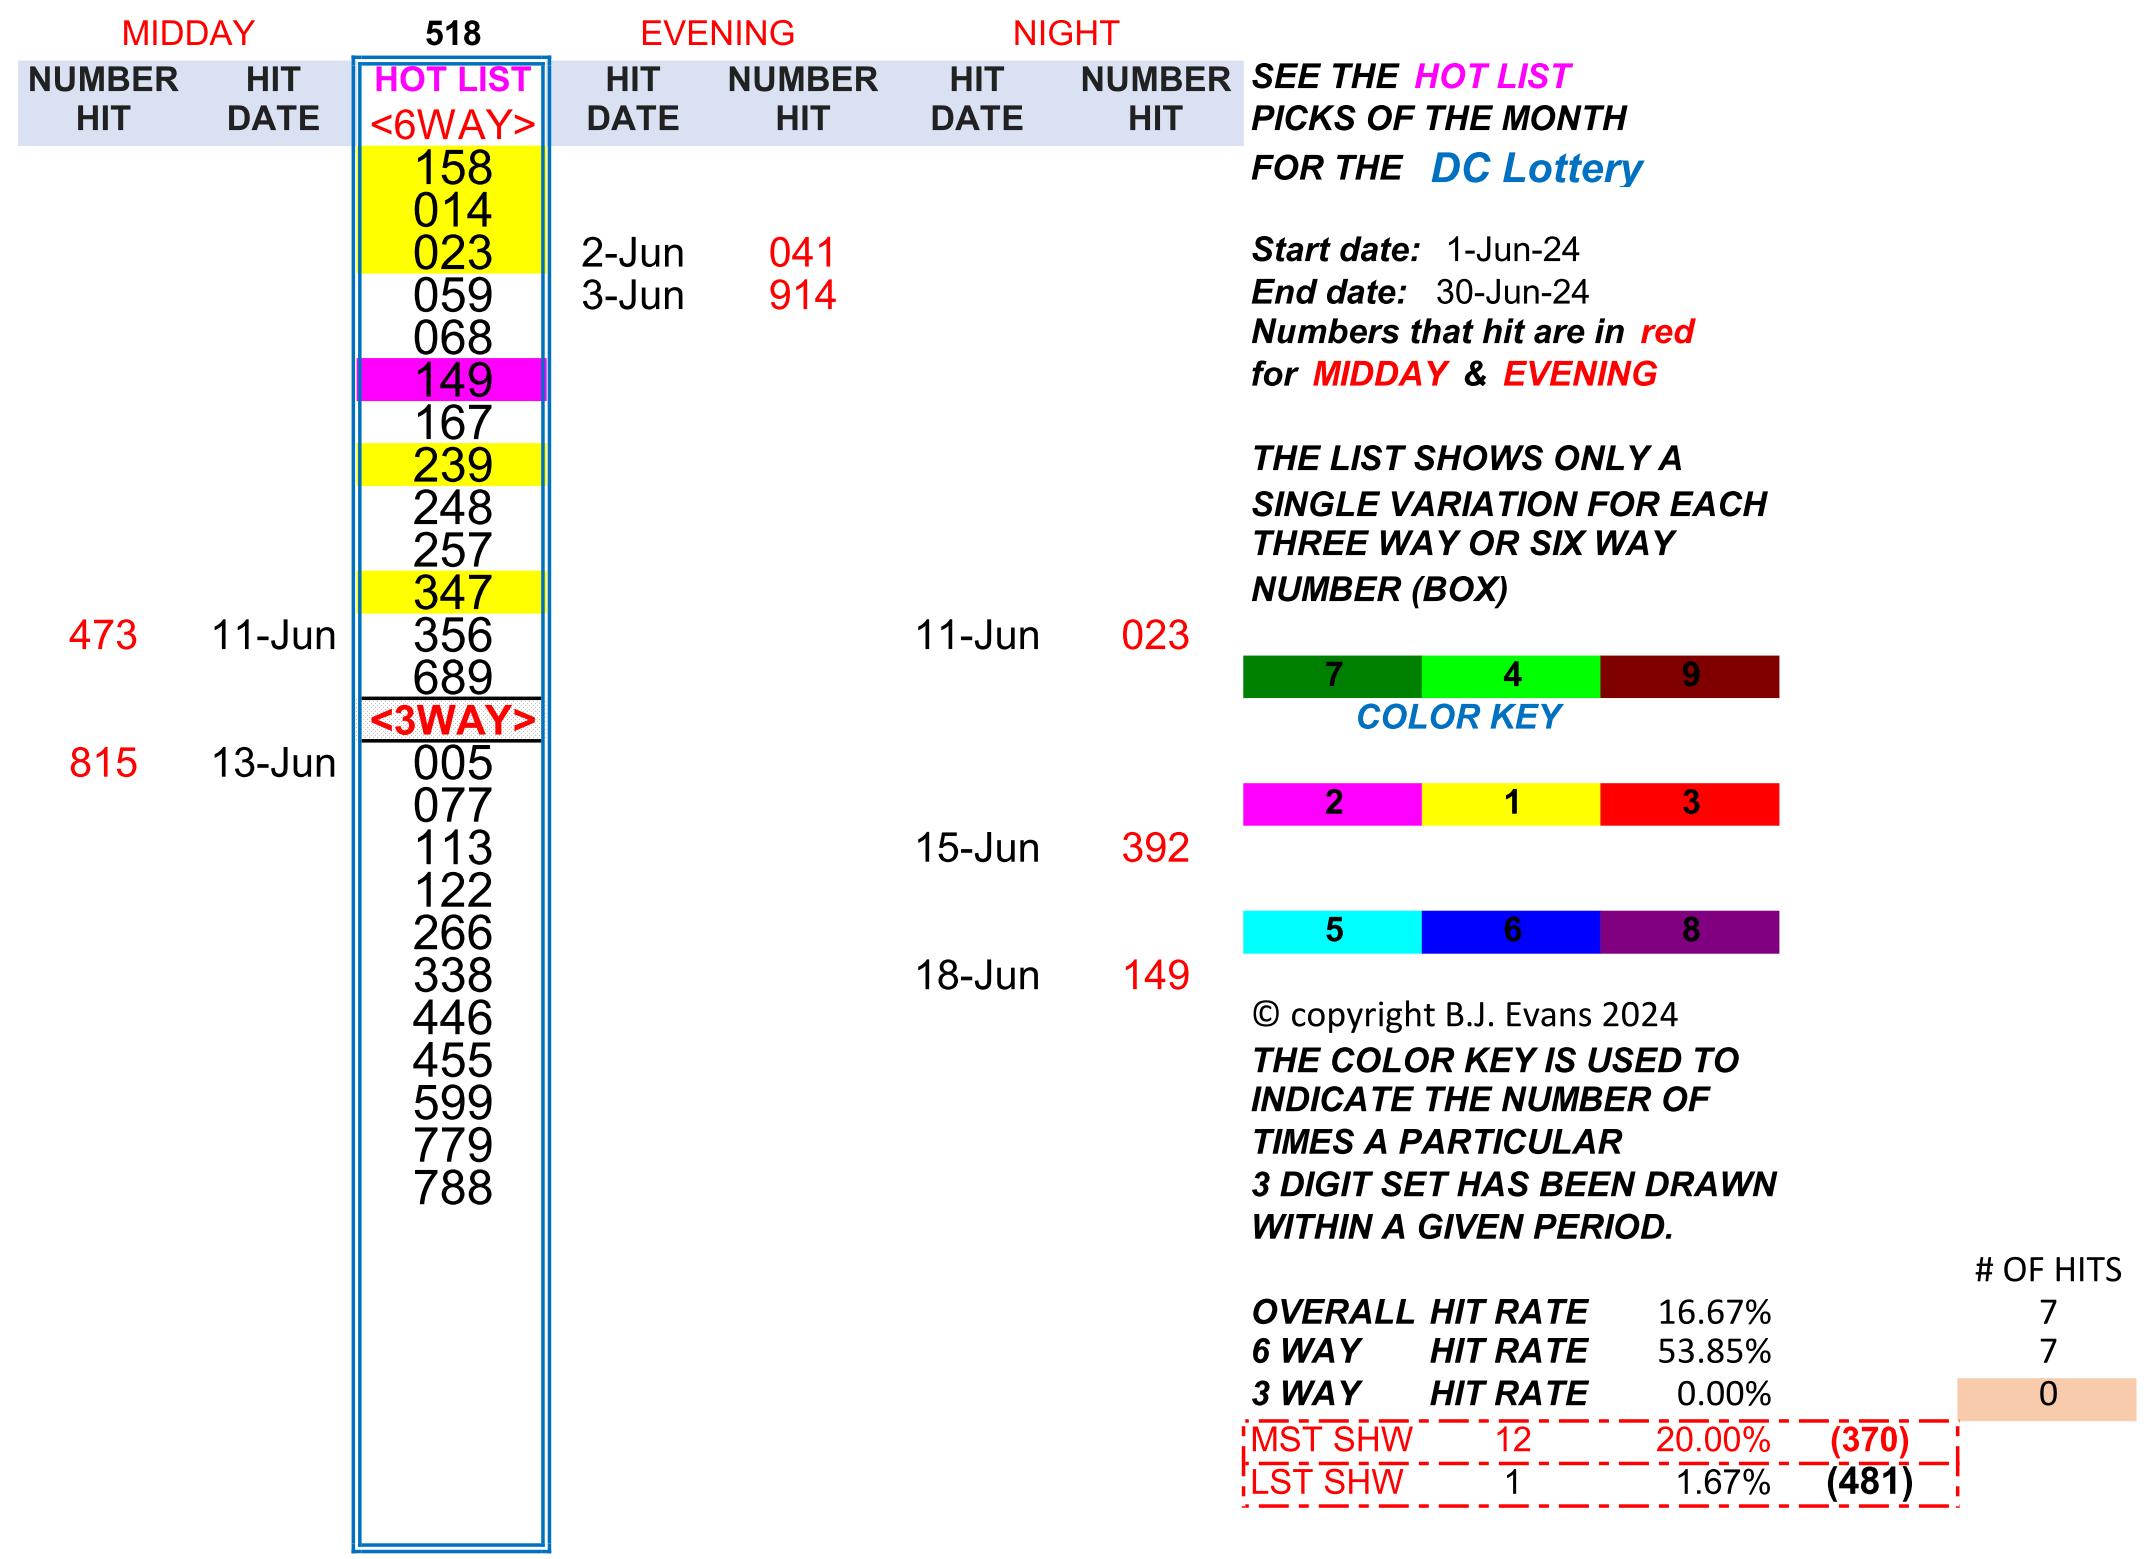 MIDDAY 518 EVENING NIGHT
NUMBER HIT HOT LIST HIT NUMBER HIT NUMBER SEE THE HOT LIST
HIT DATE <6WAY> DATE HIT DATE HIT PICKS OF THE MONTH
158 FOR THE DC Lottery
014
023 2-Jun 041 Start date: 1-Jun-24
059 3-Jun 914 End date: 30-Jun-24
068 Numbers that hit are in red
149 for MIDDAY & EVENING
167
239 THE LIST SHOWS ONLY A
248 SINGLE VARIATION FOR EACH
257 THREE WAY OR SIX WAY
347 NUMBER (BOX)
473 11-Jun 356 11-Jun 023
689 7 4 9
<3WAY> COLOR KEY
815 13-Jun 005
077 2 1 3
113 15-Jun 392
122
266 5 6 8
338 18-Jun 149
446 © copyright B.J. Evans 2024
455 THE COLOR KEY IS USED TO
599 INDICATE THE NUMBER OF
779 TIMES A PARTICULAR
788 3 DIGIT SET HAS BEEN DRAWN
WITHIN A GIVEN PERIOD.
# OF HITS
OVERALL HIT RATE 16.67% 7
6 WAY HIT RATE 53.85% 7
3 WAY HIT RATE 0.00% 0
MST SHW 12 20.00% (370)
LST SHW 1 1.67% (481)